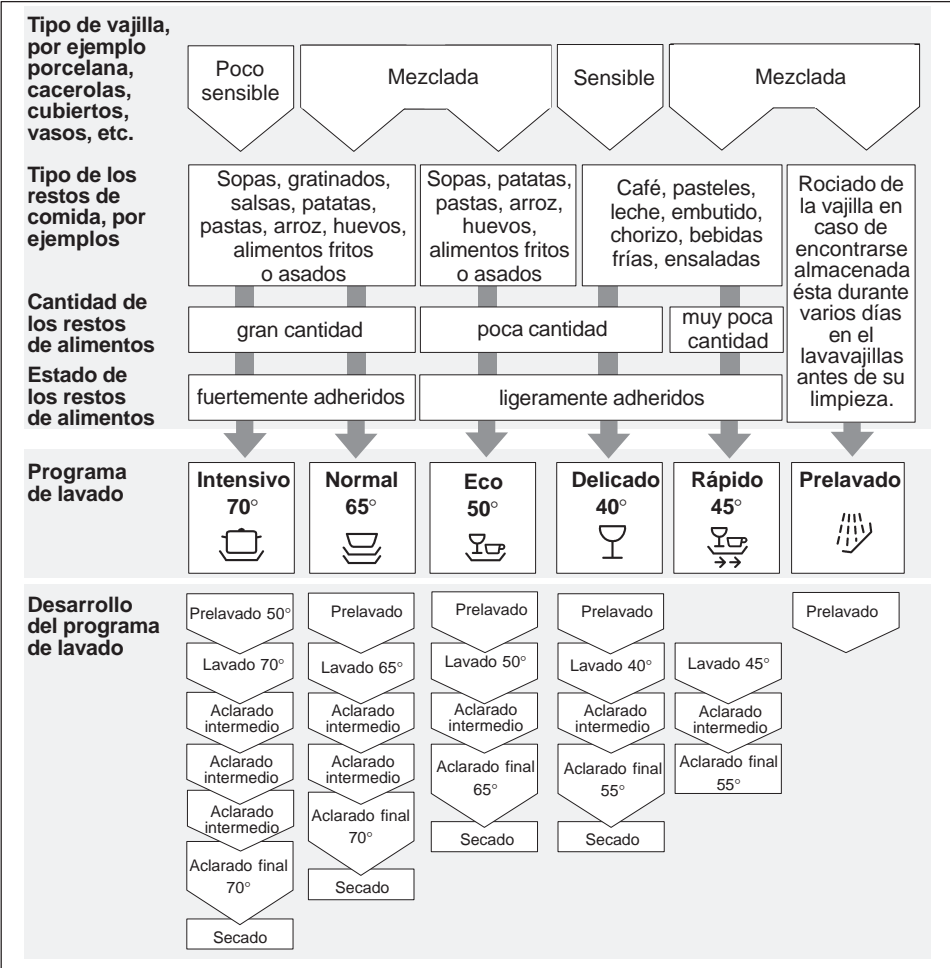 Tipo de vajilla,
por ejemplo
porcelana,
cacerolas,
cubiertos,
vasos, etc.
Poco
sensible
Mezclada
Sensible
Mezclada
Tipo de los
restos de
comida, por
ejemplos
Sopas, gratinados,
salsas, patatas,
pastas, arroz, huevos,
alimentos fritos
o asados
Sopas, patatas,
pastas, arroz,
huevos,
alimentos fritos
o asados
Café, pasteles,
leche, embutido,
chorizo, bebidas
frías, ensaladas
Rociado de
la vajilla en
caso de
encontrarse
almacenada
ésta durante
varios días
en el
lavavajillas
antes de su
limpieza.
Cantidad de
los restos
de alimentos
gran cantidad
poca cantidad
muy poca
cantidad
Estado de
los restos
de alimentos
fuertemente adheridos
ligeramente adheridos
Programa
de lavado
Intensivo
70°
Normal
65°
Eco
50°
Delicado
40°
Rápido
45°
Prelavado
Desarrollo
del programa
de lavado
Prelavado 50°
Lavado 70°
Aclarado
intermedio
Aclarado
intermedio
Aclarado
intermedio
Aclarado final
70°
Secado
Prelavado
Lavado 65°
Aclarado
intermedio
Aclarado
intermedio
Aclarado final
70°
Secado
Prelavado
Lavado 50°
Aclarado
intermedio
Aclarado final
65°
Secado
Prelavado
Lavado 40°
Aclarado
intermedio
Aclarado final
55°
Secado
Lavado 45°
Aclarado
intermedio
Aclarado final
55°
Prelavado